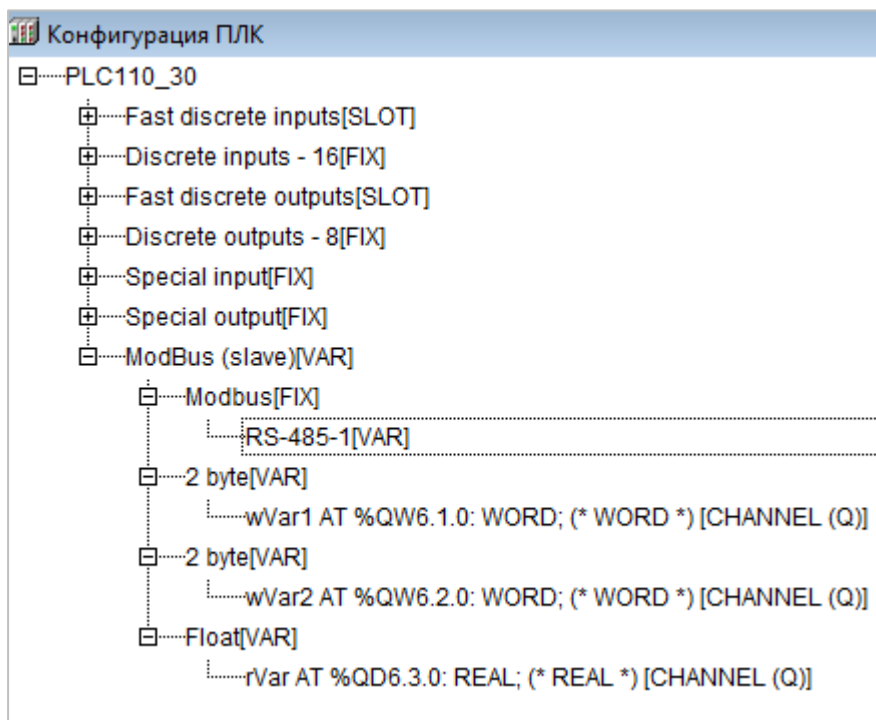 Конфигурация ПЛК
PLC110_30
Fast discrete inputs[SLOT]
Discrete inputs - 16[FIX]
Fast discrete outputs[SLOT]
Discrete outputs - 8[FIX]
Special input[FIX]
Special output[FIX]
ModBus (slave)[VAR]
Modbus[FIX]
RS-485-1[VAR]
2 byte[VAR]
wVar1 AT %QW6.1.0: WORD; (* WORD *) [CHANNEL (Q)]
2 byte[VAR]
wVar2 AT %QW6.2.0: WORD; (* WORD *) [CHANNEL (Q)]
Float[VAR]
rVar AT %QD6.3.0: REAL; (* REAL *) [CHANNEL (Q)]